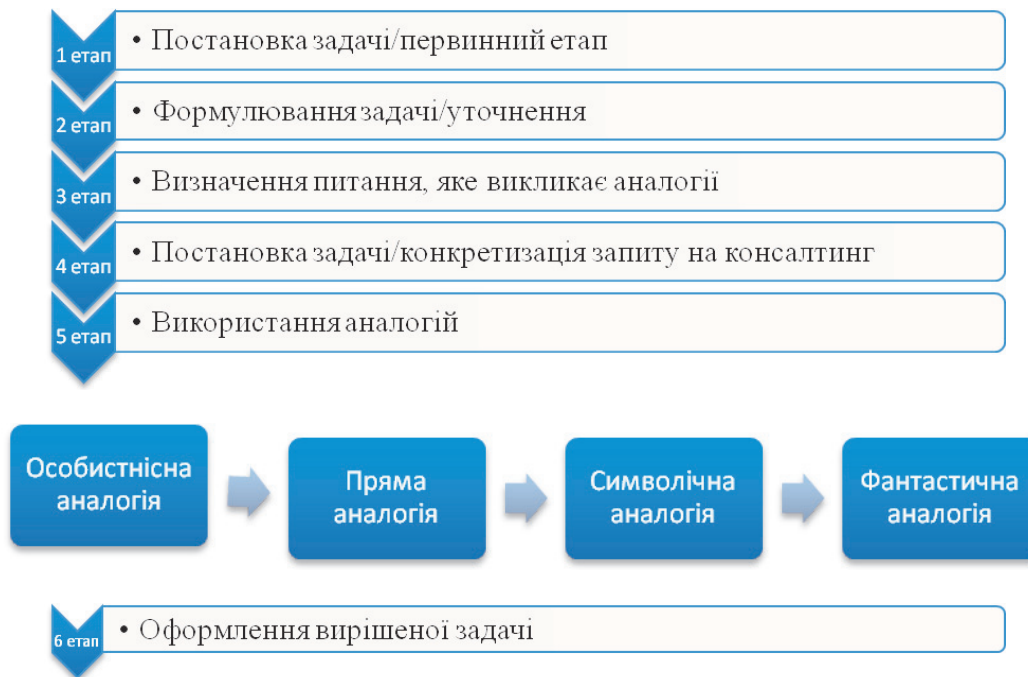 1 етап
• Постановка задачі/первинний етап
2 етап
• Формулювання задачі/уточнення
3 етап
• Визначення питання, яке викликає аналогії
4 етап
• Постановка задачі/конкретизація запиту на консалтинг
5 етап
• Використання аналогій
Особистнісна
аналогія
Пряма
аналогія
Символічна
аналогія
Фантастична
аналогія
6 етап
• Оформлення вирішеної задачі